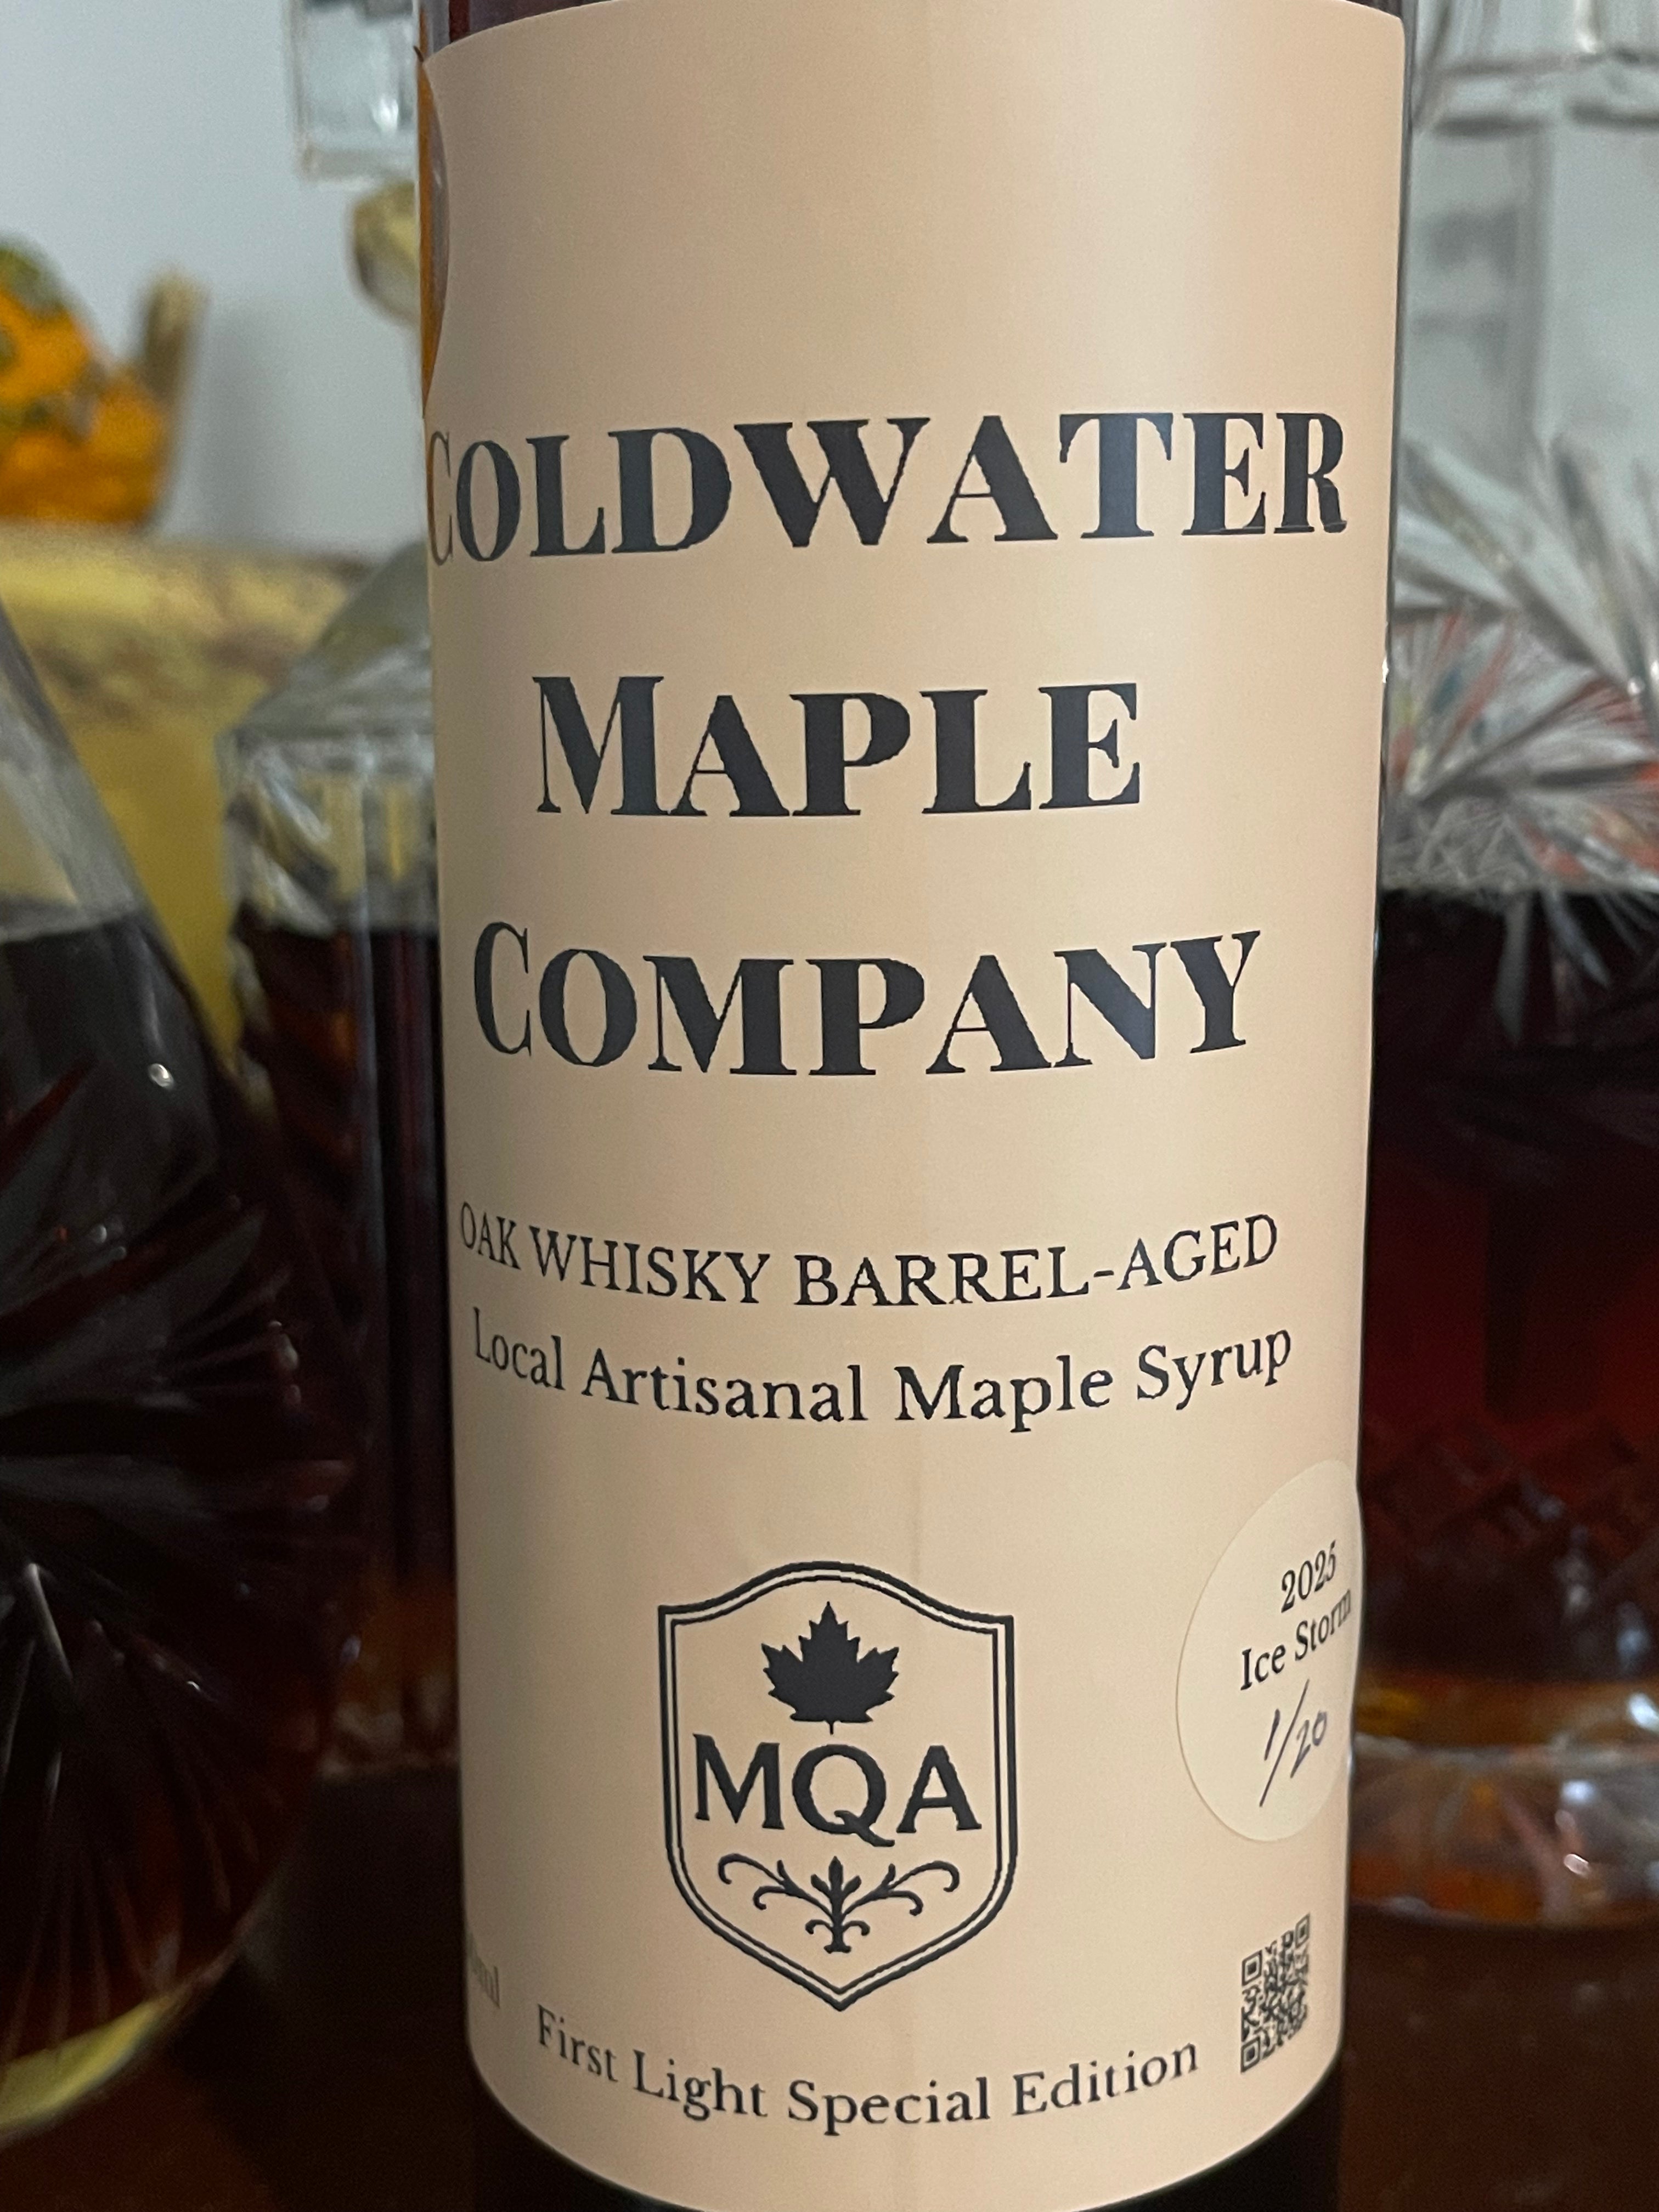 COLDWATER
MAPLE
COMPANY
OAK WHISKY BARREL-AGED
Local Artisanal Maple Syrup
2025
Ice Storm
1/20
MQA
First Light Special Edition